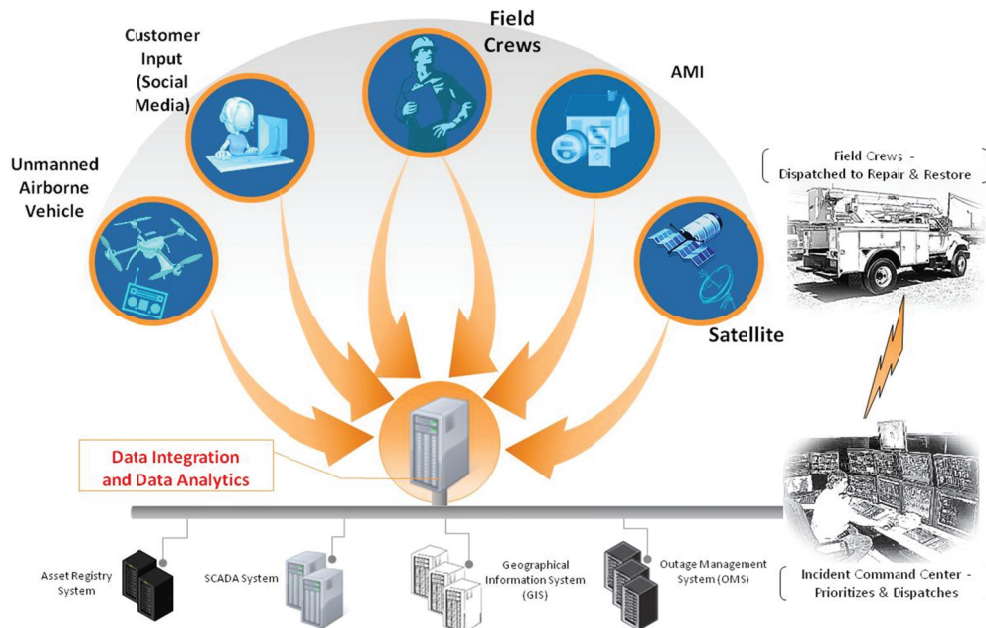 Field
Crews
Customer
Input
(Social
Media)
AMI
Unmanned
Airborne
Vehicle
Field Crews -
Dispatched to Repair & Restore
Satellite
Data Integration
and Data Analytics
Asset Registry
System
SCADA System
Geographical
Information System
(GIS)
Outage Management
System (OMS)
Incident Command Center -
Prioritizes & Dispatches